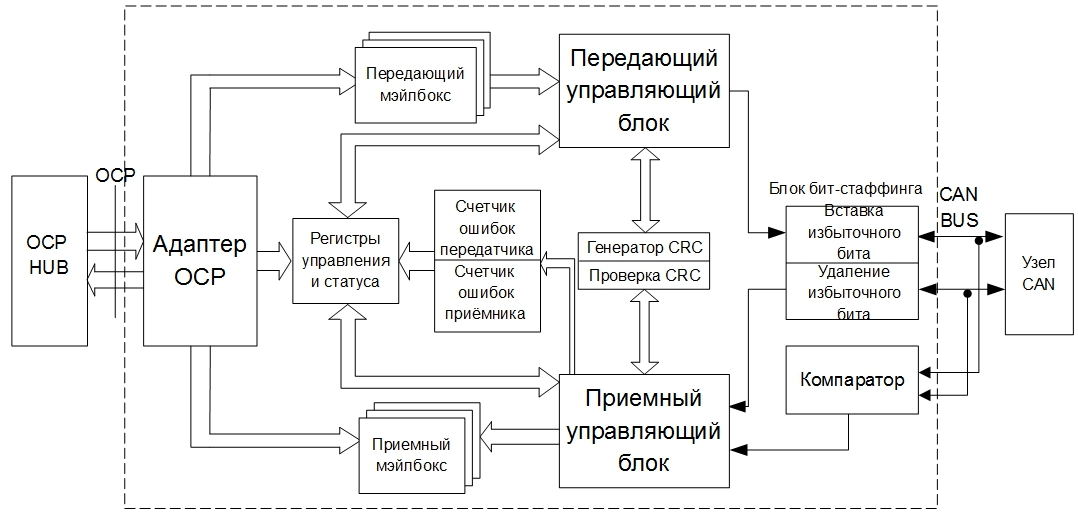 Передающий
мэйлбокс
Передающий
управляющий
блок
OCP
HUB
OCP
Адаптер
OCP
Регистры
управления
и статуса
Счетчик
ошибок
передатчика
Счетчик
ошибок
приёмника
Генератор CRC
Проверка CRC
Блок бит-стаффинга
Вставка
избыточного
бита
Удаление
избыточного
бита
CAN
BUS
Узел
CAN
Компаратор
Приемный
мэйлбокс
Приемный
управляющий
блок